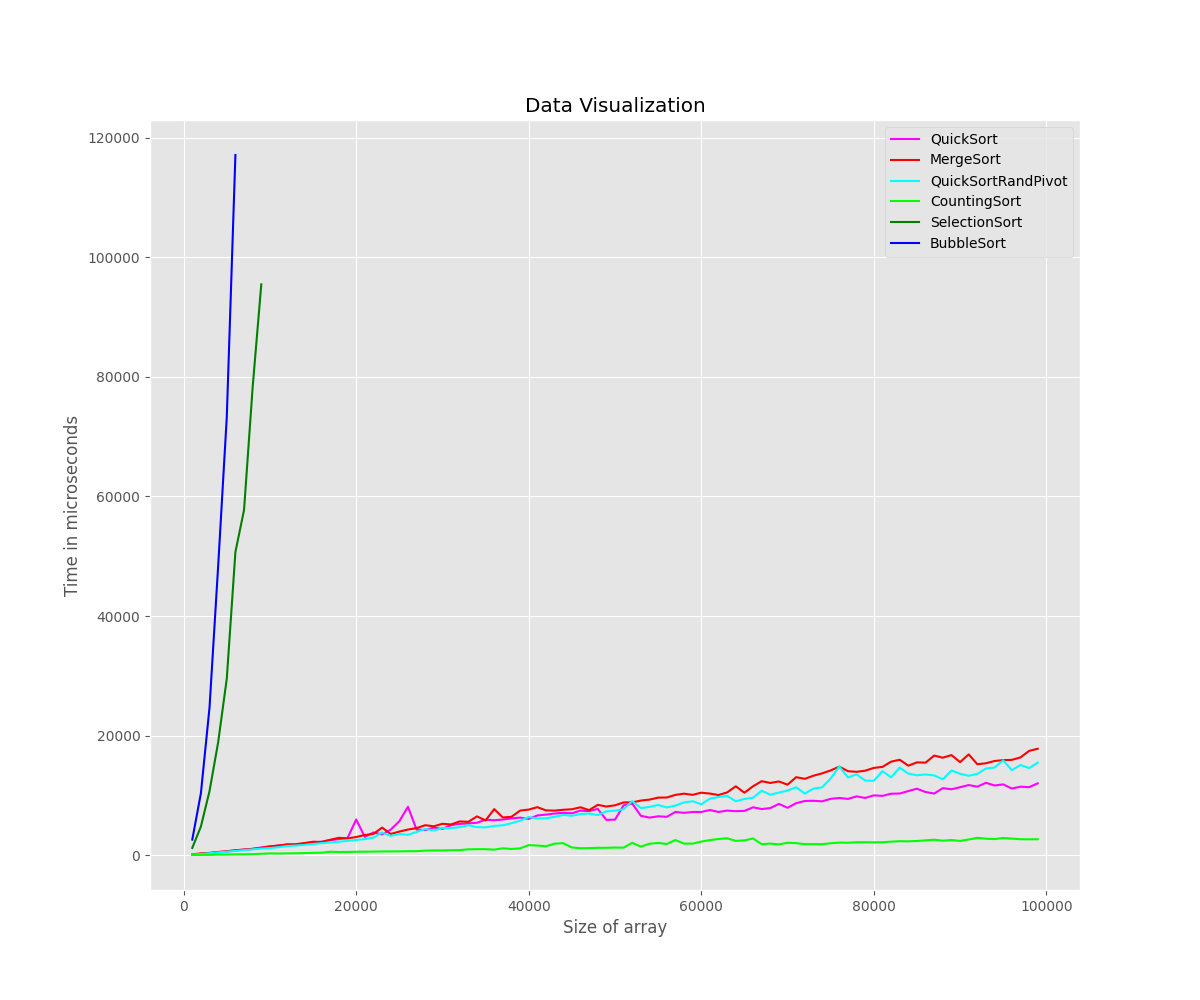 Data Visualization
120000
100000
80000
60000
40000
20000
0
Time in microseconds
QuickSort
MergeSort
QuickSortRandPivot
CountingSort
SelectionSort
BubbleSort
0 20000 40000 60000 80000 100000
Size of array